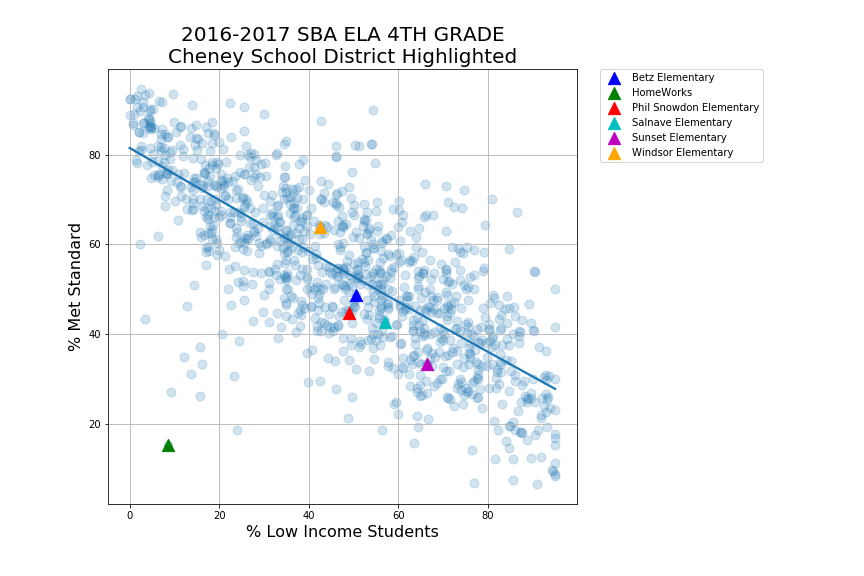 2016-2017 SBA ELA 4TH GRADE
Cheney School District Highlighted
Betz Elementary
HomeWorks
Phil Snowdon Elementary
Salnave Elementary
Sunset Elementary
Windsor Elementary
% Met Standard
80
60
40
20
0 20 40 60 80
% Low Income Students